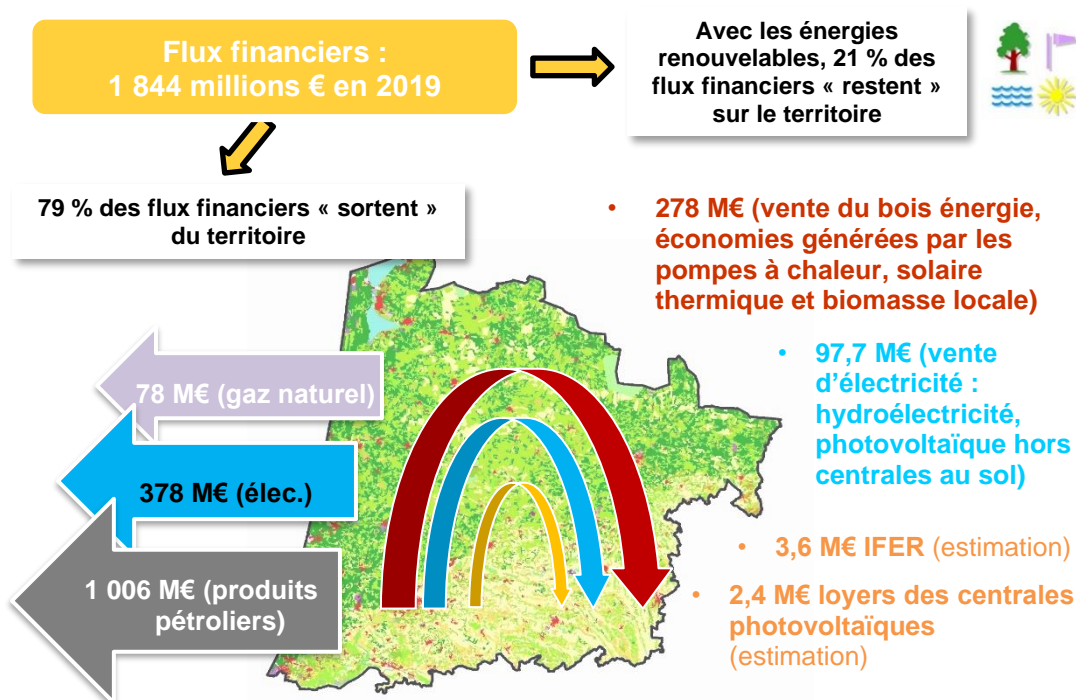 Flux financiers :
1 844 millions € en 2019
Avec les énergies
renouvelables, 21 % des
flux financiers « restent »
sur le territoire
79 % des flux financiers « sortent »
du territoire
• 278 M€ (vente du bois énergie,
économies générées par les
pompes à chaleur, solaire
thermique et biomasse locale)
• 97,7 M€ (vente
d'électricité :
hydroélectricité,
photovoltaïque hors
centrales au sol)
78 M€ (gaz naturel)
378 M€ (élec.)
1 006 M€ (produits
pétroliers)
• 3,6 M€ IFER (estimation)
• 2,4 M€ loyers des centrales
photovoltaïques
(estimation)